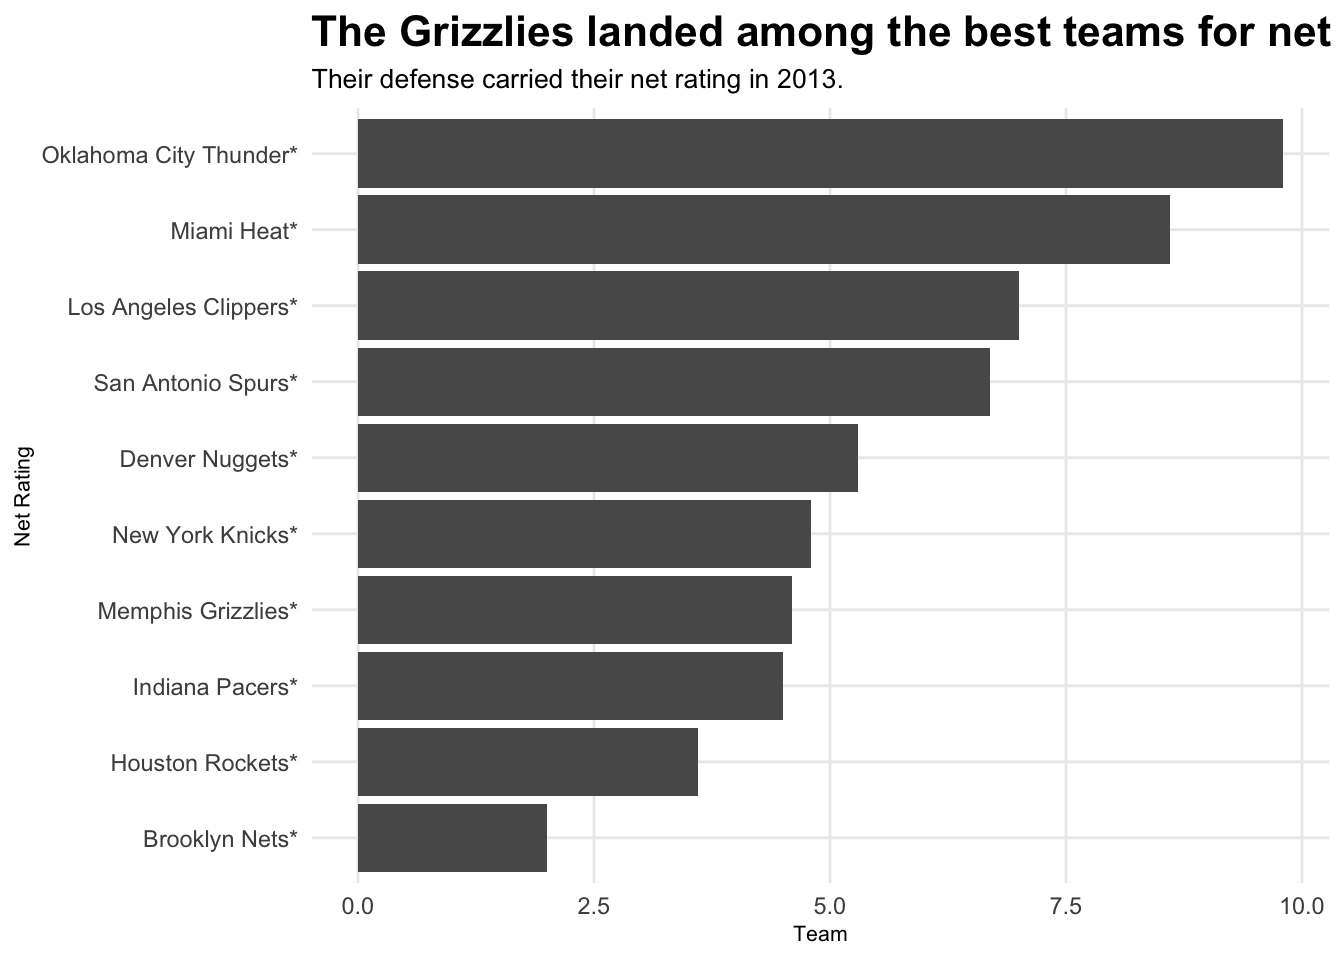 The Grizzlies landed among the best teams for net
Their defense carried their net rating in 2013.
Oklahoma City Thunder*
Miami Heat*
Los Angeles Clippers*
San Antonio Spurs*
Denver Nuggets*
New York Knicks*
Memphis Grizzlies*
Indiana Pacers*
Houston Rockets*
Brooklyn Nets*
Net Rating
0.0 2.5 5.0 7.5 10.0
Team